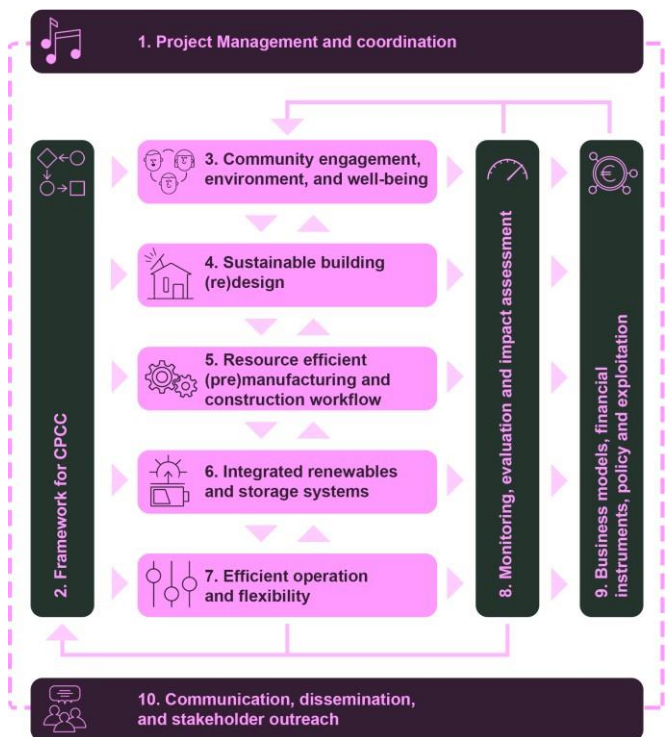 1. Project Management and coordination
2. Framework for CPCC
3. Community engagement,
environment, and well-being
4. Sustainable building
(re)design
5. Resource efficient
(pre)manufacturing and
construction workflow
6. Integrated renewables
and storage systems
7. Efficient operation
and flexibility
8. Monitoring, evaluation and impact assessment
9. Business models, financial
instruments, policy and exploitation
10. Communication, dissemination,
and stakeholder outreach